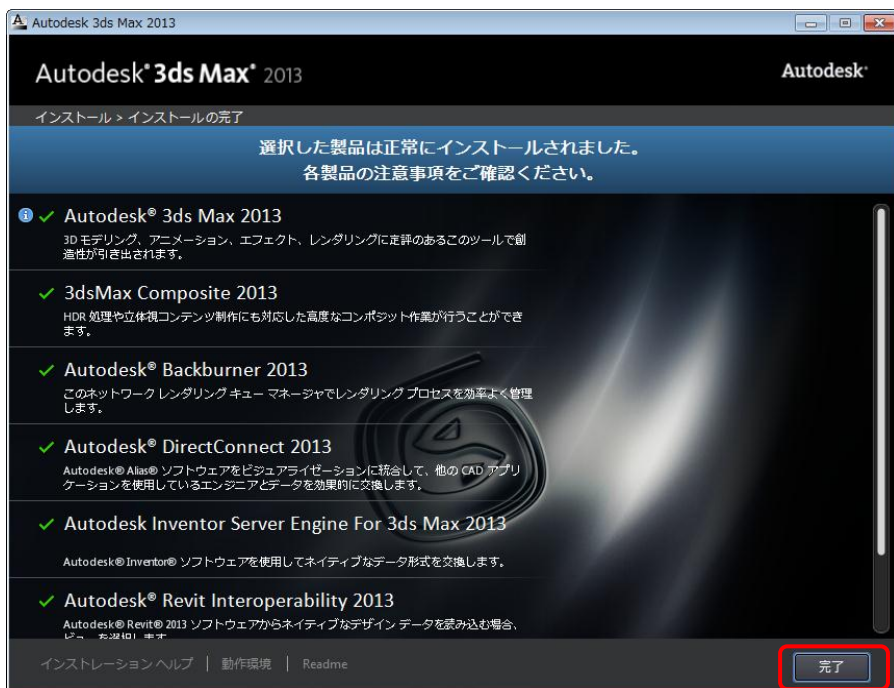 Autodesk 3ds Max 2013
Autodesk® 3ds Max® 2013
Autodesk®
インストール > インストールの完了
選択した製品は正常にインストールされました。
各製品の注意事項をご確認ください。
Autodesk® 3ds Max 2013
3D モデリング、アニメーション、エフェクト、レンダリングに定評のあるこのツールで創
造性が引き出されます。
3dsMax Composite 2013
HDR 処理や立体視コンテンツ制作にも対応した高度なコンポジット作業が行うことができ
ます。
Autodesk® Backburner 2013
このネットワーク レンダリング キュー マネージャでレンダリング プロセスを効率よく管理
します。
Autodesk® DirectConnect 2013
Autodesk® Alias® ソフトウェアをビジュアライゼーションに統合して、他の CAD アプリ
ケーションを使用しているエンジニアとデータを効果的に交換します。
Autodesk Inventor Server Engine For 3ds Max 2013
Autodesk® Inventor® ソフトウェアを使用してネイティブなデータ形式を交換します。
Autodesk® Revit Interoperability 2013
Autodesk® Revit® 2013 ソフトウェアからネイティブなデザイン データを読み込む場合、
ビューを選択します
インストレーション ヘルプ | 動作環境 | Readme
完了